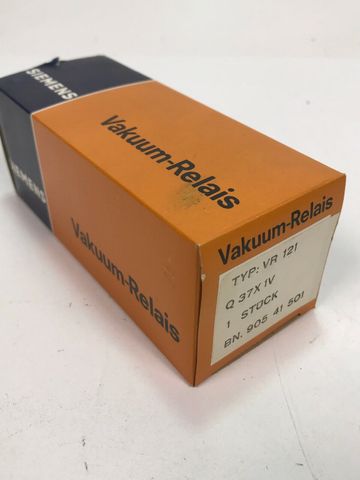 SIEMENS
SIEMENS
Vakuum-Relais
Vakuum-Relais
Vakuum-Relais
TYP: VR 121
Q 37X IV
1 STÜCK
BN. 905 41 501